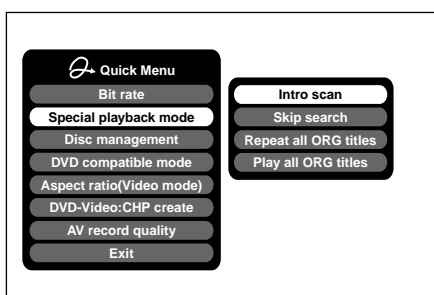 Quick Menu
Bit rate
Special playback mode
Disc management
DVD compatible mode
Aspect ratio(Video mode)
DVD-Video:CHP create
AV record quality
Exit
Intro scan
Skip search
Repeat all ORG titles
Play all ORG titles